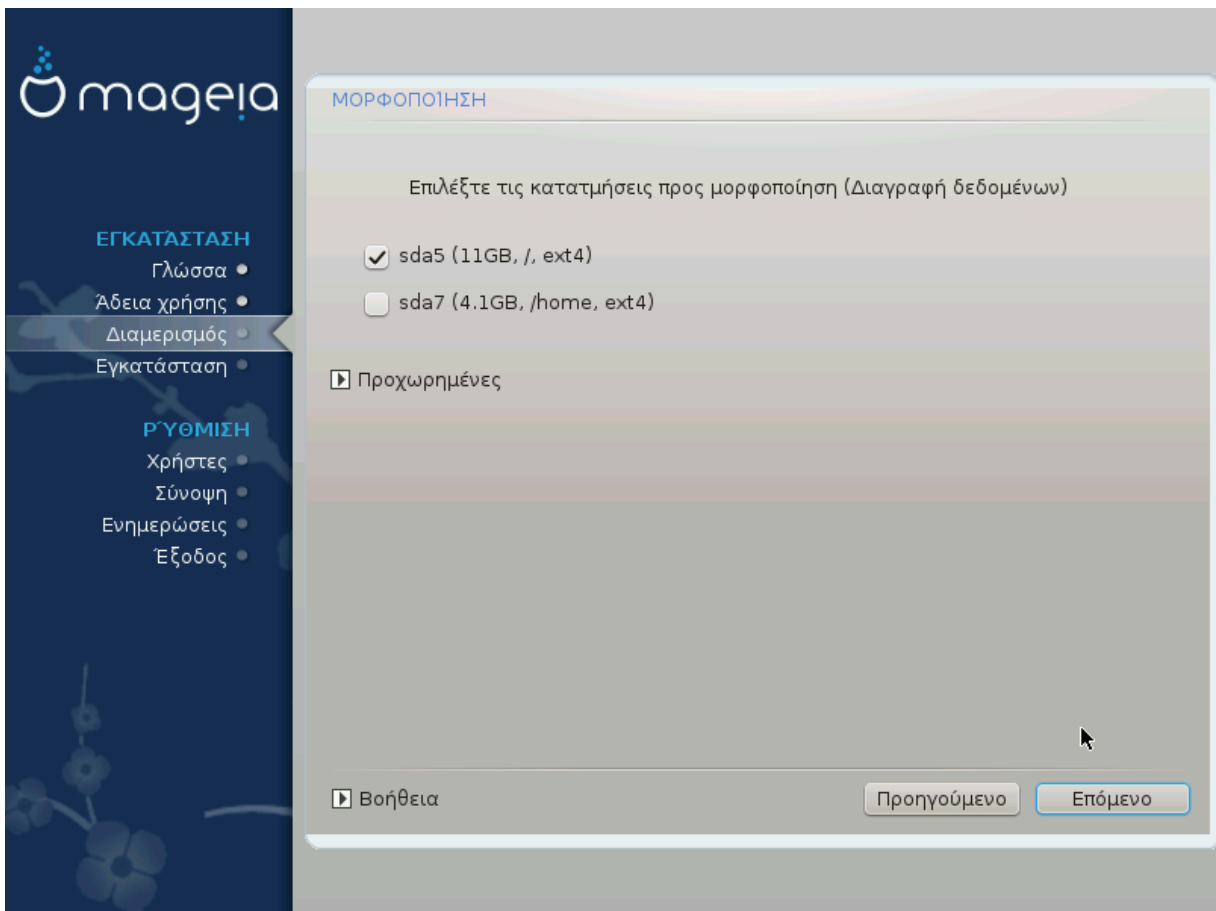 mageia
ΕΓΚΑΤΆΣΤΑΣΗ
Γλώσσα
Άδεια χρήσης
Διαμερισμός
Εγκατάσταση
ΡΎΘΜΙΣΗ
Χρήστες
Σύνοψη
Ενημερώσεις
Έξοδος
ΜΟΡΦΟΠΟΊΗΣΗ
Επιλέξτε τις κατατμήσεις προς μορφοποίηση (Διαγραφή δεδομένων)
sda5 (11GB, /, ext4)
sda7 (4.1GB, /home, ext4)
Προχωρημένες
Βοήθεια
Προηγούμενο
Επόμενο